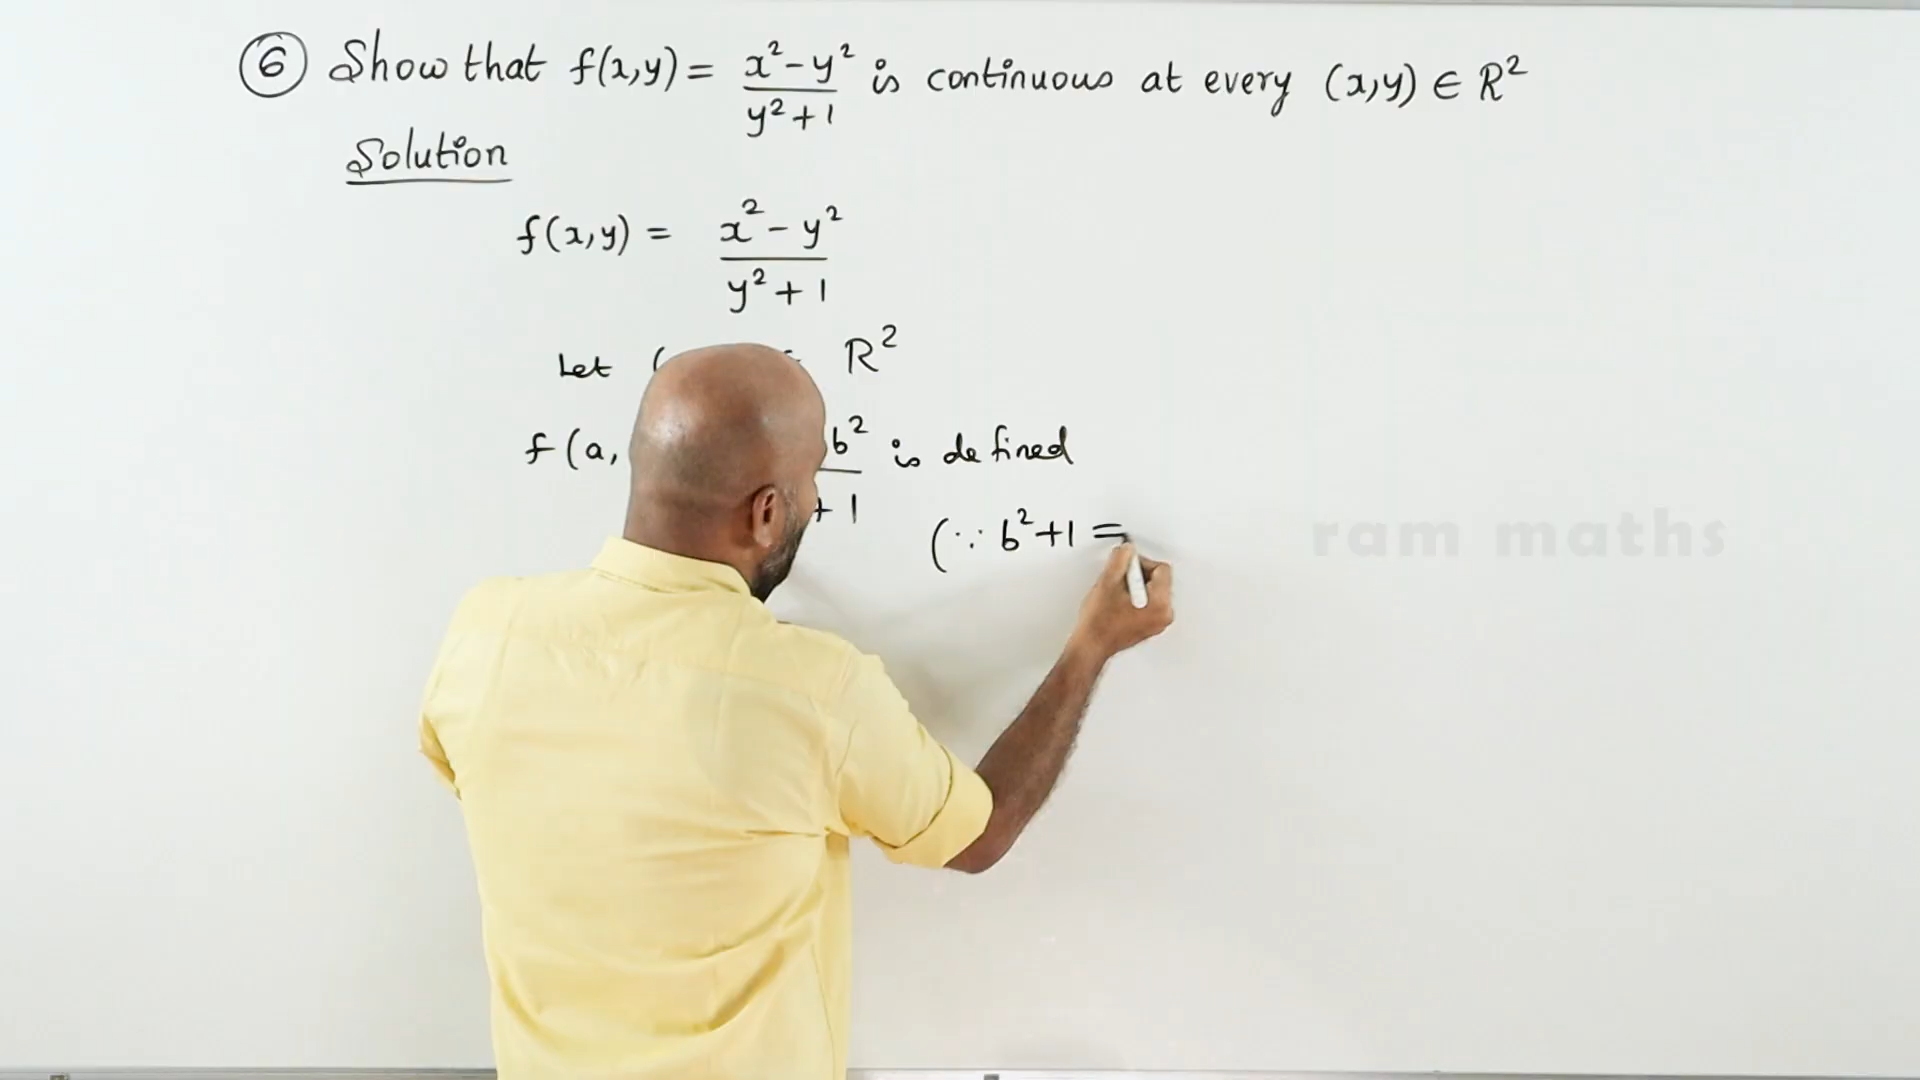 ⑥ Show that f(x,y) = x² - y² / y² + 1 is continuous at every (x,y) ∈ R²
Solution
f(x,y) = x² - y² / y² + 1
Let ( R²
f(a, b² / + 1 is defined
(∵ b² + 1 =
ram maths